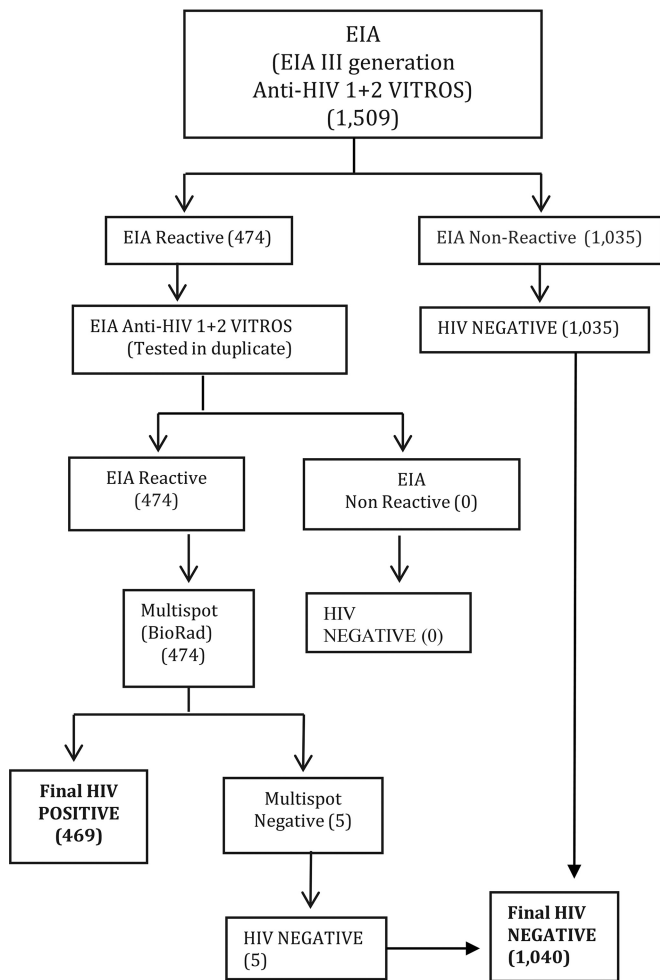 EIA
(EIA III generation
Anti-HIV 1+2 VITROS)
(1,509)
EIA Reactive (474)
EIA Non-Reactive (1,035)
EIA Anti-HIV 1+2 VITROS
(Tested in duplicate)
HIV NEGATIVE (1,035)
EIA Reactive
(474)
EIA
Non Reactive (0)
Multispot
(BioRad)
(474)
HIV
NEGATIVE (0)
Final HIV
POSITIVE
(469)
Multispot
Negative (5)
HIV NEGATIVE
(5)
Final HIV
NEGATIVE
(1,040)